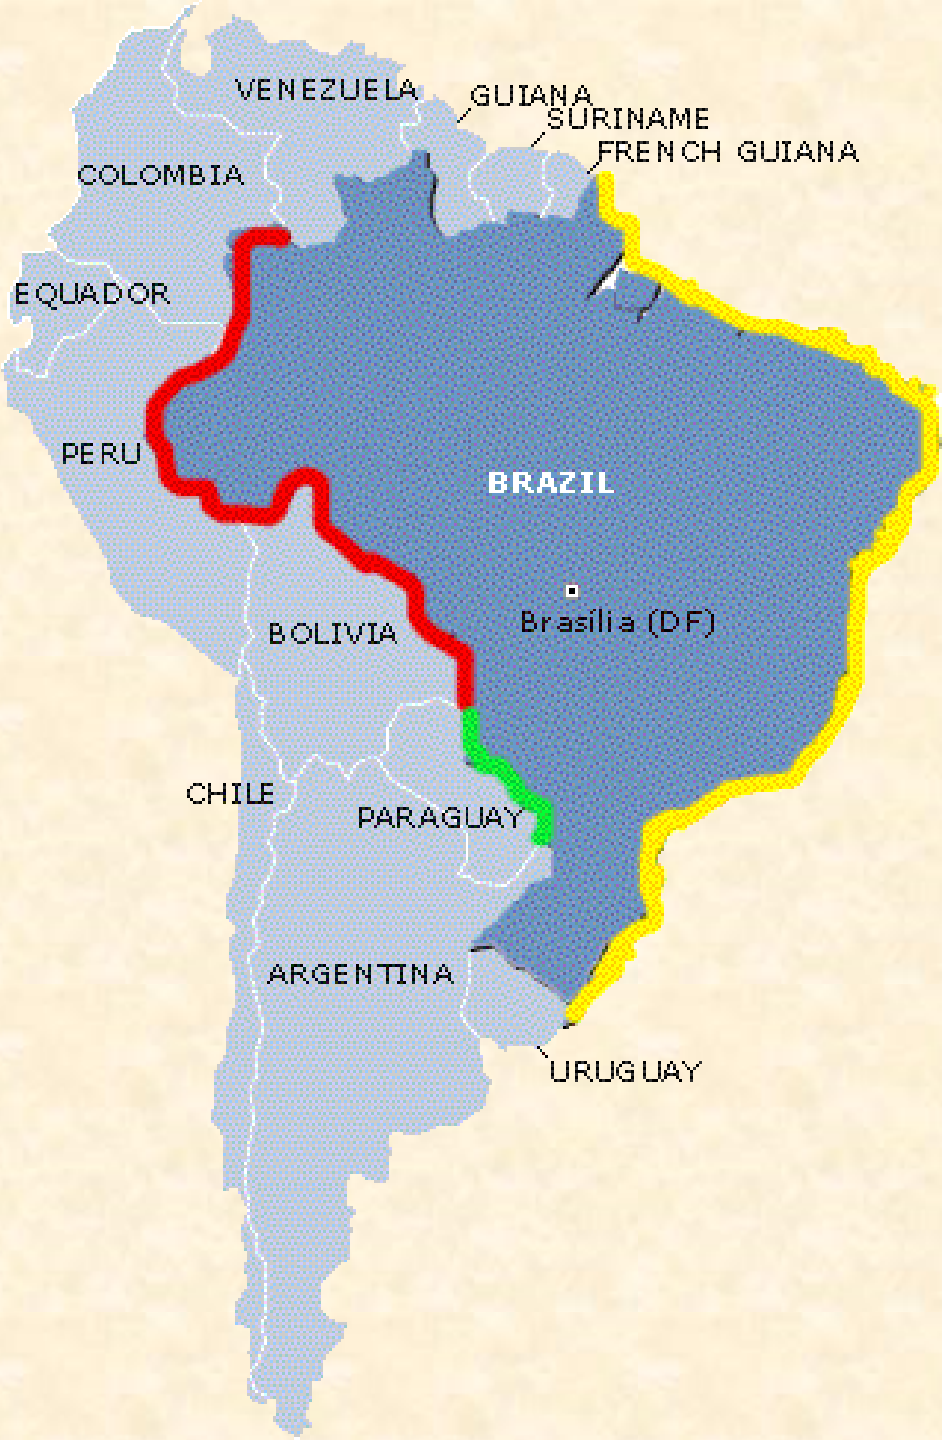 VENEZUELA
GUIANA
SURINAME
FRENCH GUIANA
COLOMBIA
EQUADOR
PERU
BRAZIL
Brasília (DF)
BOLIVIA
CHILE
PARAGUAY
ARGENTINA
URUGUAY